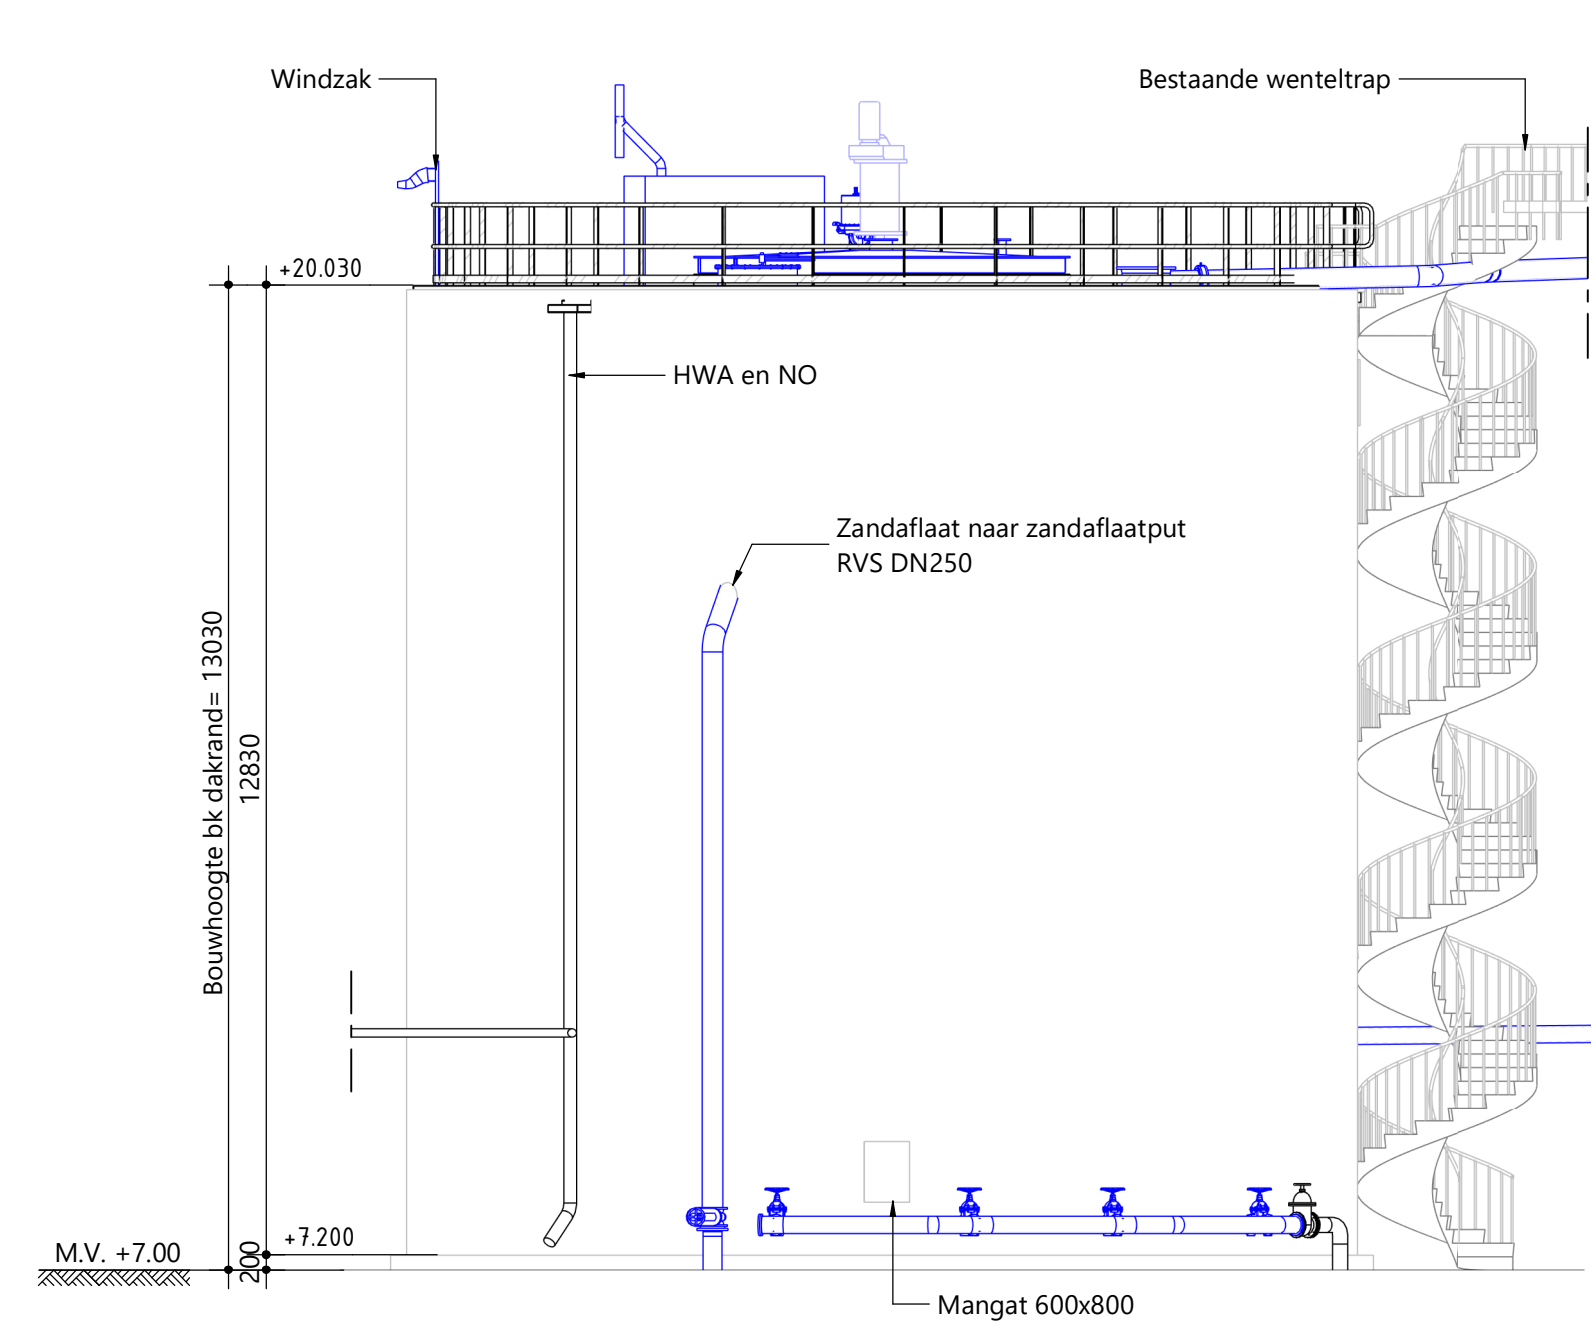 Windzak
Bestaande wenteltrap
+20.030
HWA en NO
Zandaflaat naar zandaflaatput
RVS DN250
Bouwhoogte bk dakrand= 13030
12830
+7.200
M.V. +7.00
200
Mangat 600x800